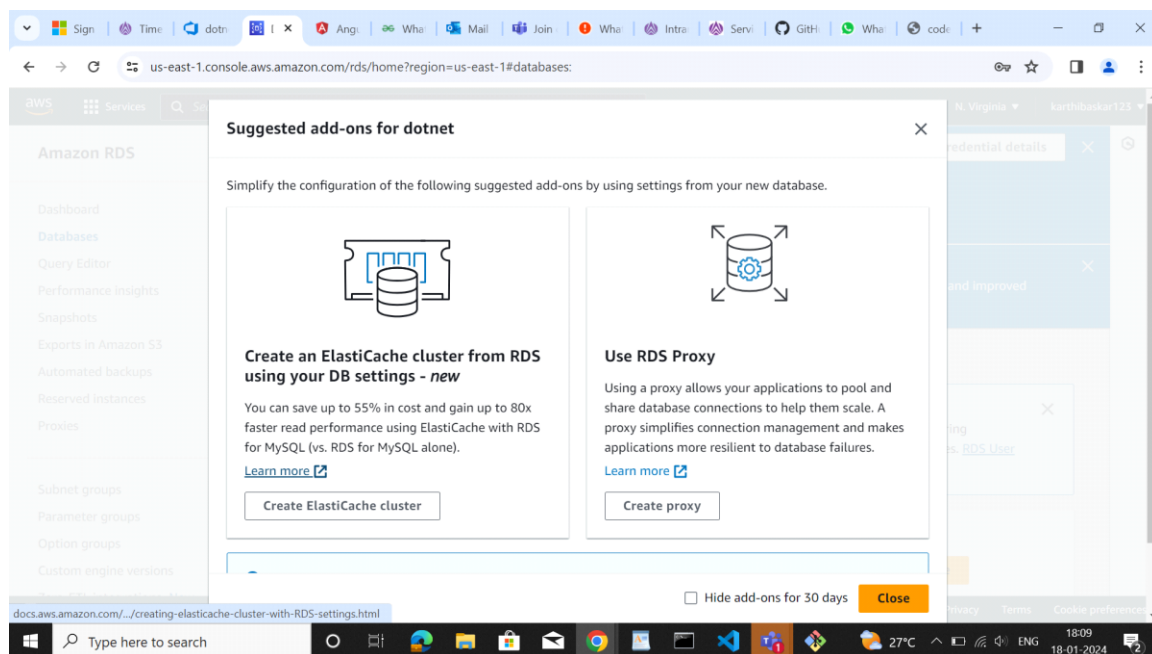 Sign
Time
dotn
Ang
What
Mail
Join
What
Intra
Servi
GitH
What
code
us-east-1.console.aws.amazon.com/rds/home?region=us-east-1#databases:
aws
Services
N. Virginia
karthibaskar123
Suggested add-ons for dotnet
Amazon RDS
redential details
Simplify the configuration of the following suggested add-ons by using settings from your new database.
Dashboard
Databases
Query Editor
Performance insights
Snapshots
Exports in Amazon S3
Automated backups
Reserved instances
Proxies
Subnet groups
Parameter groups
Option groups
Custom engine versions
and improved
Create an ElastiCache cluster from RDS
using your DB settings - new
You can save up to 55% in cost and gain up to 80x
faster read performance using ElastiCache with RDS
for MySQL (vs. RDS for MySQL alone).
Learn more
Create ElastiCache cluster
Use RDS Proxy
Using a proxy allows your applications to pool and
share database connections to help them scale. A
proxy simplifies connection management and makes
applications more resilient to database failures.
Learn more
Create proxy
RDS User
Hide add-ons for 30 days
Close
docs.aws.amazon.com/.../creating-elasticache-cluster-with-RDS-settings.html
Privacy
Terms
Cookie preferences
Type here to search
27°C
ENG
18:09
18-01-2024
2